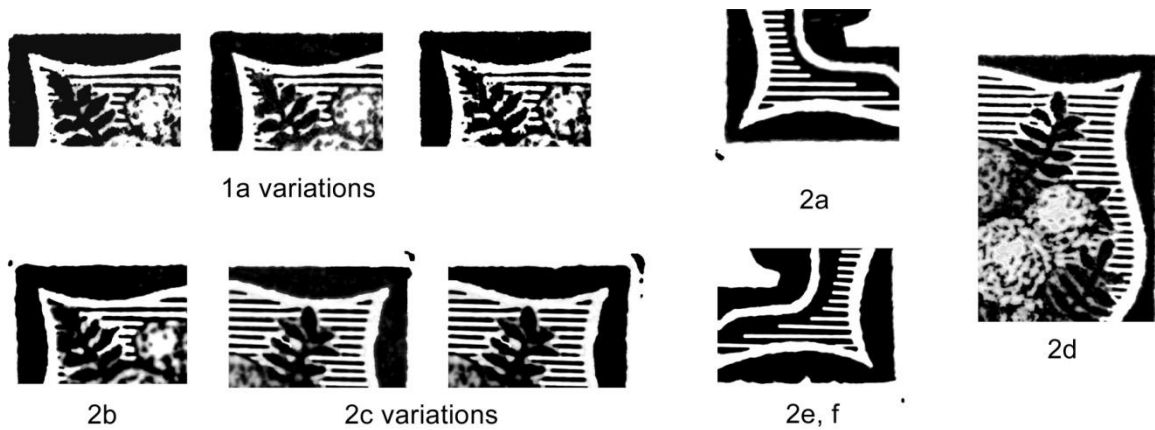 1a variations
2a
2b
2c variations
2e, f
2d